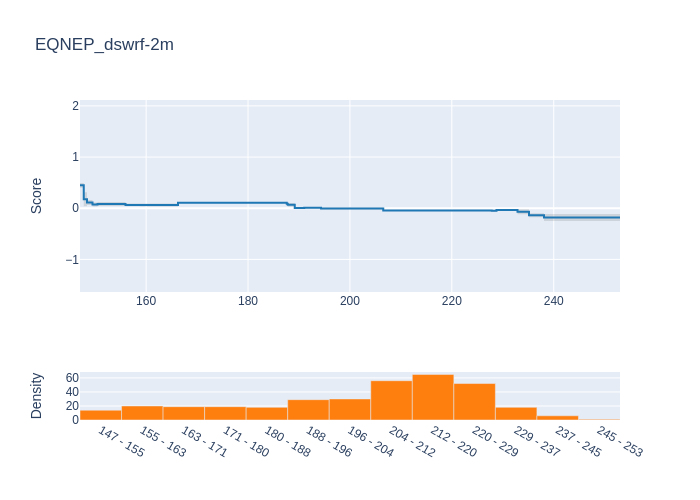 EQNEP_dswrf-2m
2
1
0
−1
Score
160 180 200 220 240
60
40
20
0
Density
147 - 155
155 - 163
163 - 171
171 - 180
180 - 188
188 - 196
196 - 204
204 - 212
212 - 220
220 - 229
229 - 237
237 - 245
245 - 253